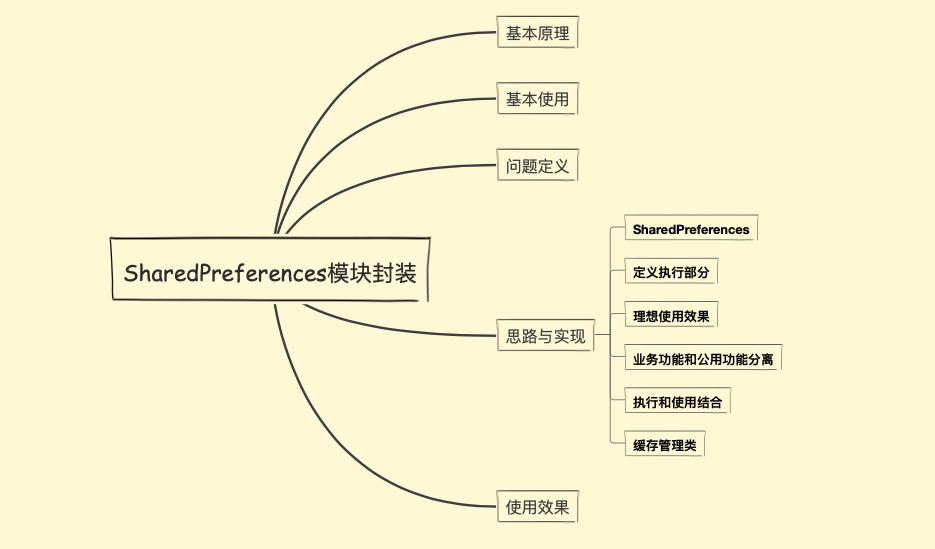 基本原理
基本使用
问题定义
SharedPreferences模块封装
思路与实现
SharedPreferences
定义执行部分
理想使用效果
业务功能和公用功能分离
执行和使用结合
缓存管理类
使用效果